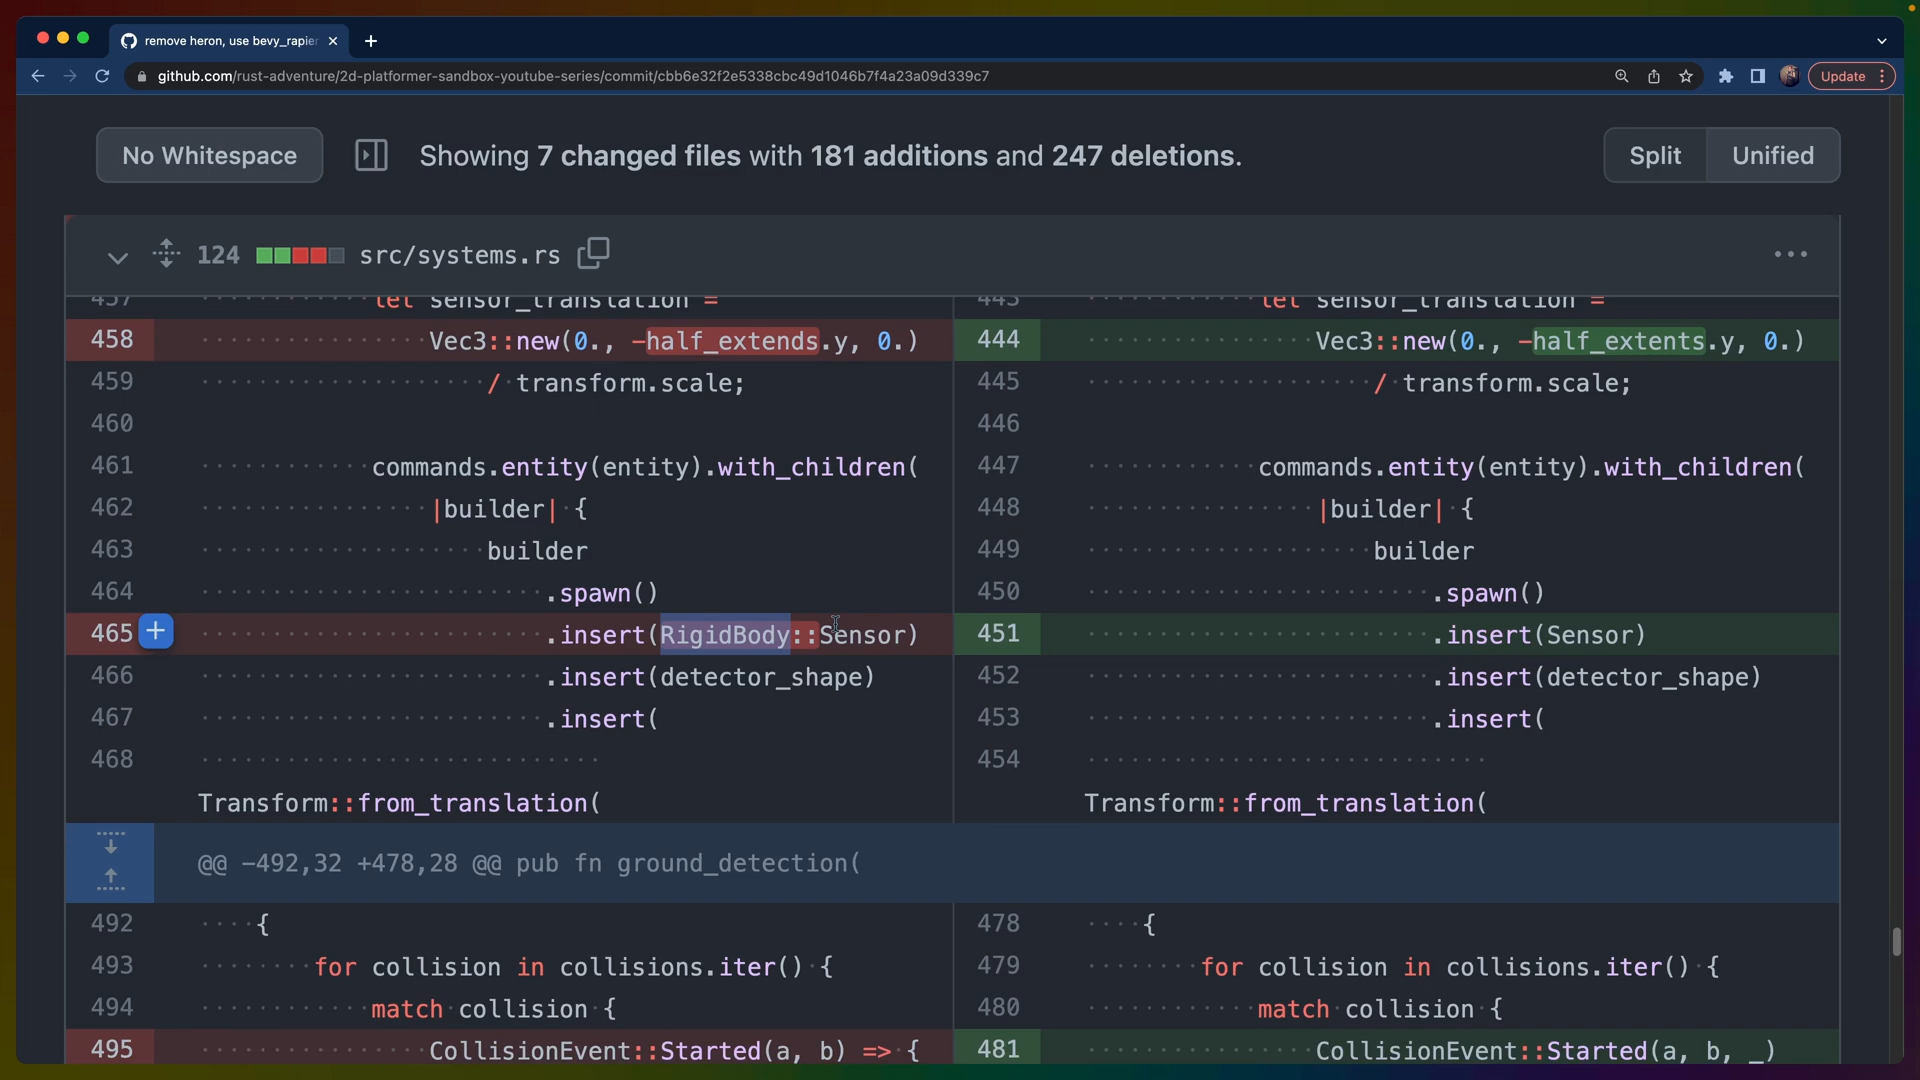 remove heron, use bevy_rapier
github.com/rust-adventure/2d-platformer-sandbox-youtube-series/commit/cbb6e32f2e5338cbc49d1046b7f4a23a09d339c7
Update
No Whitespace
Showing 7 changed files with 181 additions and 247 deletions.
Split
Unified
124
src/systems.rs
457 let sensor_translation =
443 let sensor_translation =
458 Vec3::new(0., -half_extends.y, 0.)
444 Vec3::new(0., -half_extents.y, 0.)
459 / transform.scale;
445 / transform.scale;
460
446
461 commands.entity(entity).with_children(
447 commands.entity(entity).with_children(
462 |builder| {
448 |builder| {
463 builder
449 builder
464 .spawn()
450 .spawn()
465 .insert(RigidBody::Sensor)
451 .insert(Sensor)
466 .insert(detector_shape)
452 .insert(detector_shape)
467 .insert(
453 .insert(
468
454
Transform::from_translation(
Transform::from_translation(
@@ -492,32 +478,28 @@ pub fn ground_detection(
492 {
478 {
493 for collision in collisions.iter() {
479 for collision in collisions.iter() {
494 match collision {
480 match collision {
495 CollisionEvent::Started(a, b) => {
481 CollisionEvent::Started(a, b, _)